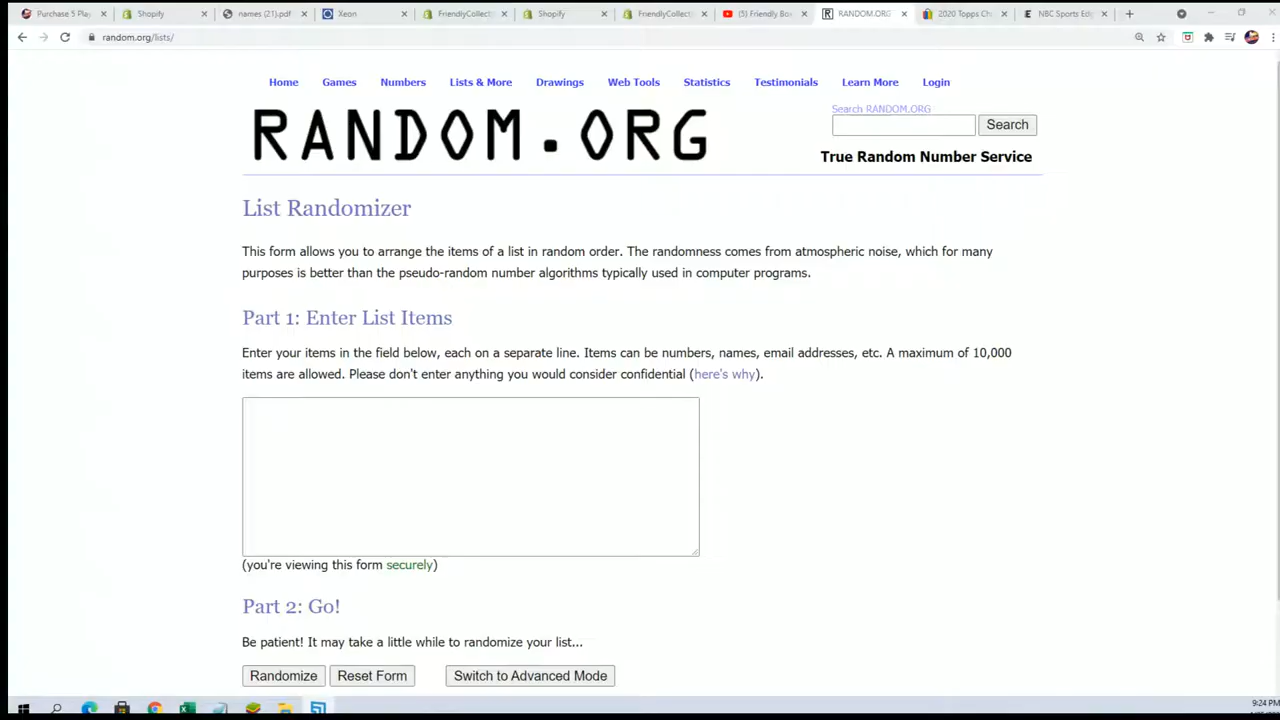 Purchase 5 Play
Shopify
names (21).pdf
Xeon
FriendlyCollect
Shopify
FriendlyCollect
(5) Friendly Bo
RANDOM.ORG
2020 Topps Ch
NBC Sports Ed
random.org/lists/
Home
Games
Numbers
Lists & More
Drawings
Web Tools
Statistics
Testimonials
Learn More
Login
RANDOM.ORG
Search RANDOM.ORG
Search
True Random Number Service
List Randomizer
This form allows you to arrange the items of a list in random order. The randomness comes from atmospheric noise, which for many
purposes is better than the pseudo-random number algorithms typically used in computer programs.
Part 1: Enter List Items
Enter your items in the field below, each on a separate line. Items can be numbers, names, email addresses, etc. A maximum of 10,000
items are allowed. Please don't enter anything you would consider confidential (here's why).
(you're viewing this form securely)
Part 2: Go!
Be patient! It may take a little while to randomize your list...
Randomize
Reset Form
Switch to Advanced Mode
9:24 PM